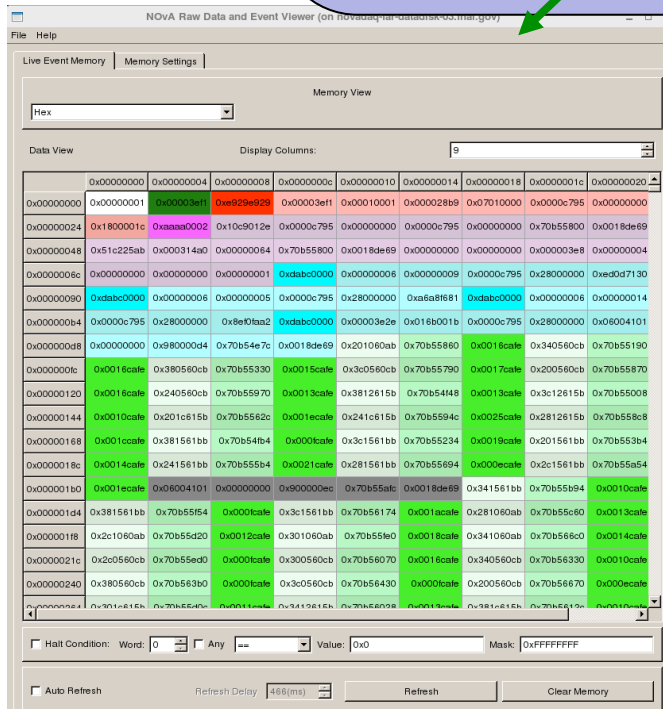 NOvA Raw Data and Event Viewer (on novadaq-far-datadisk-03.fnal.gov)
File Help
Live Event Memory Memory Settings
Memory View
Hex
Data View Display Columns: 9
0x00000000 0x00000004 0x00000008 0x0000000c 0x00000010 0x00000014 0x00000018 0x0000001c 0x00000020
0x00000000 0x00000001 0x00003ef1 0xe929e929 0x00003ef1 0x00010001 0x000028b9 0x07010000 0x0000c795 0x00000000
0x00000024 0x1800001c 0xaaaa0002 0x10c9012e 0x0000c795 0x00000000 0x0000c795 0x00000000 0x70b55800 0x0018de69
0x00000048 0x51c225ab 0x000314a0 0x00000064 0x70b55800 0x0018de69 0x00000000 0x00000000 0x000003e8 0x00000004
0x0000006c 0x00000000 0x00000000 0x00000001 0xdabc0000 0x00000006 0x00000009 0x0000c795 0x28000000 0xed0d7130
0x00000090 0xdabc0000 0x00000006 0x00000005 0x0000c795 0x28000000 0xa6a8f681 0xdabc0000 0x00000006 0x00000014
0x000000b4 0x0000c795 0x28000000 0x8ef0faa2 0xdabc0000 0x00003e2e 0x016b001b 0x0000c795 0x28000000 0x06004101
0x000000d8 0x00000000 0x980000d4 0x70b54e7c 0x0018de69 0x201060ab 0x70b55860 0x0016cafe 0x340560cb 0x70b55190
0x000000fc 0x0016cafe 0x380560cb 0x70b55330 0x0015cafe 0x3c0560cb 0x70b55790 0x0017cafe 0x200560cb 0x70b55870
0x00000120 0x0016cafe 0x240560cb 0x70b55970 0x0013cafe 0x3812615b 0x70b54f48 0x0013cafe 0x3c12615b 0x70b55008
0x00000144 0x0010cafe 0x201c615b 0x70b5562c 0x001ecafe 0x241c615b 0x70b5594c 0x0025cafe 0x2812615b 0x70b558c8
0x00000168 0x001ccafe 0x381561bb 0x70b54fb4 0x000fcafe 0x3c1561bb 0x70b55234 0x0019cafe 0x201561bb 0x70b553b4
0x0000018c 0x0014cafe 0x241561bb 0x70b555b4 0x0021cafe 0x281561bb 0x70b55694 0x000ecafe 0x2c1561bb 0x70b55a54
0x000001b0 0x001ecafe 0x06004101 0x00000000 0x900000ec 0x70b55afc 0x0018de69 0x341561bb 0x70b55b94 0x0010cafe
0x000001d4 0x381561bb 0x70b55f54 0x000fcafe 0x3c1561bb 0x70b56174 0x001acafe 0x281060ab 0x70b55c60 0x0013cafe
0x000001f8 0x2c1060ab 0x70b55d20 0x0012cafe 0x301060ab 0x70b55fe0 0x0018cafe 0x341060ab 0x70b566c0 0x0014cafe
0x0000021c 0x2c0560cb 0x70b55ed0 0x000fcafe 0x300560cb 0x70b56070 0x0016cafe 0x340560cb 0x70b56330 0x0010cafe
0x00000240 0x380560cb 0x70b563b0 0x000fcafe 0x3c0560cb 0x70b56430 0x000fcafe 0x200560cb 0x70b56670 0x000ecafe
0x00000264 0x301c615b 0x70b55d0c 0x0011cafe 0x3412615b 0x70b56028 0x0013cafe 0x381c615b 0x70b5612c 0x0010cafe
Halt Condition: Word: 0 Any == Value: 0x0 Mask: 0xFFFFFFFF
Auto Refresh Refresh Delay 466(ms) Refresh Clear Memory